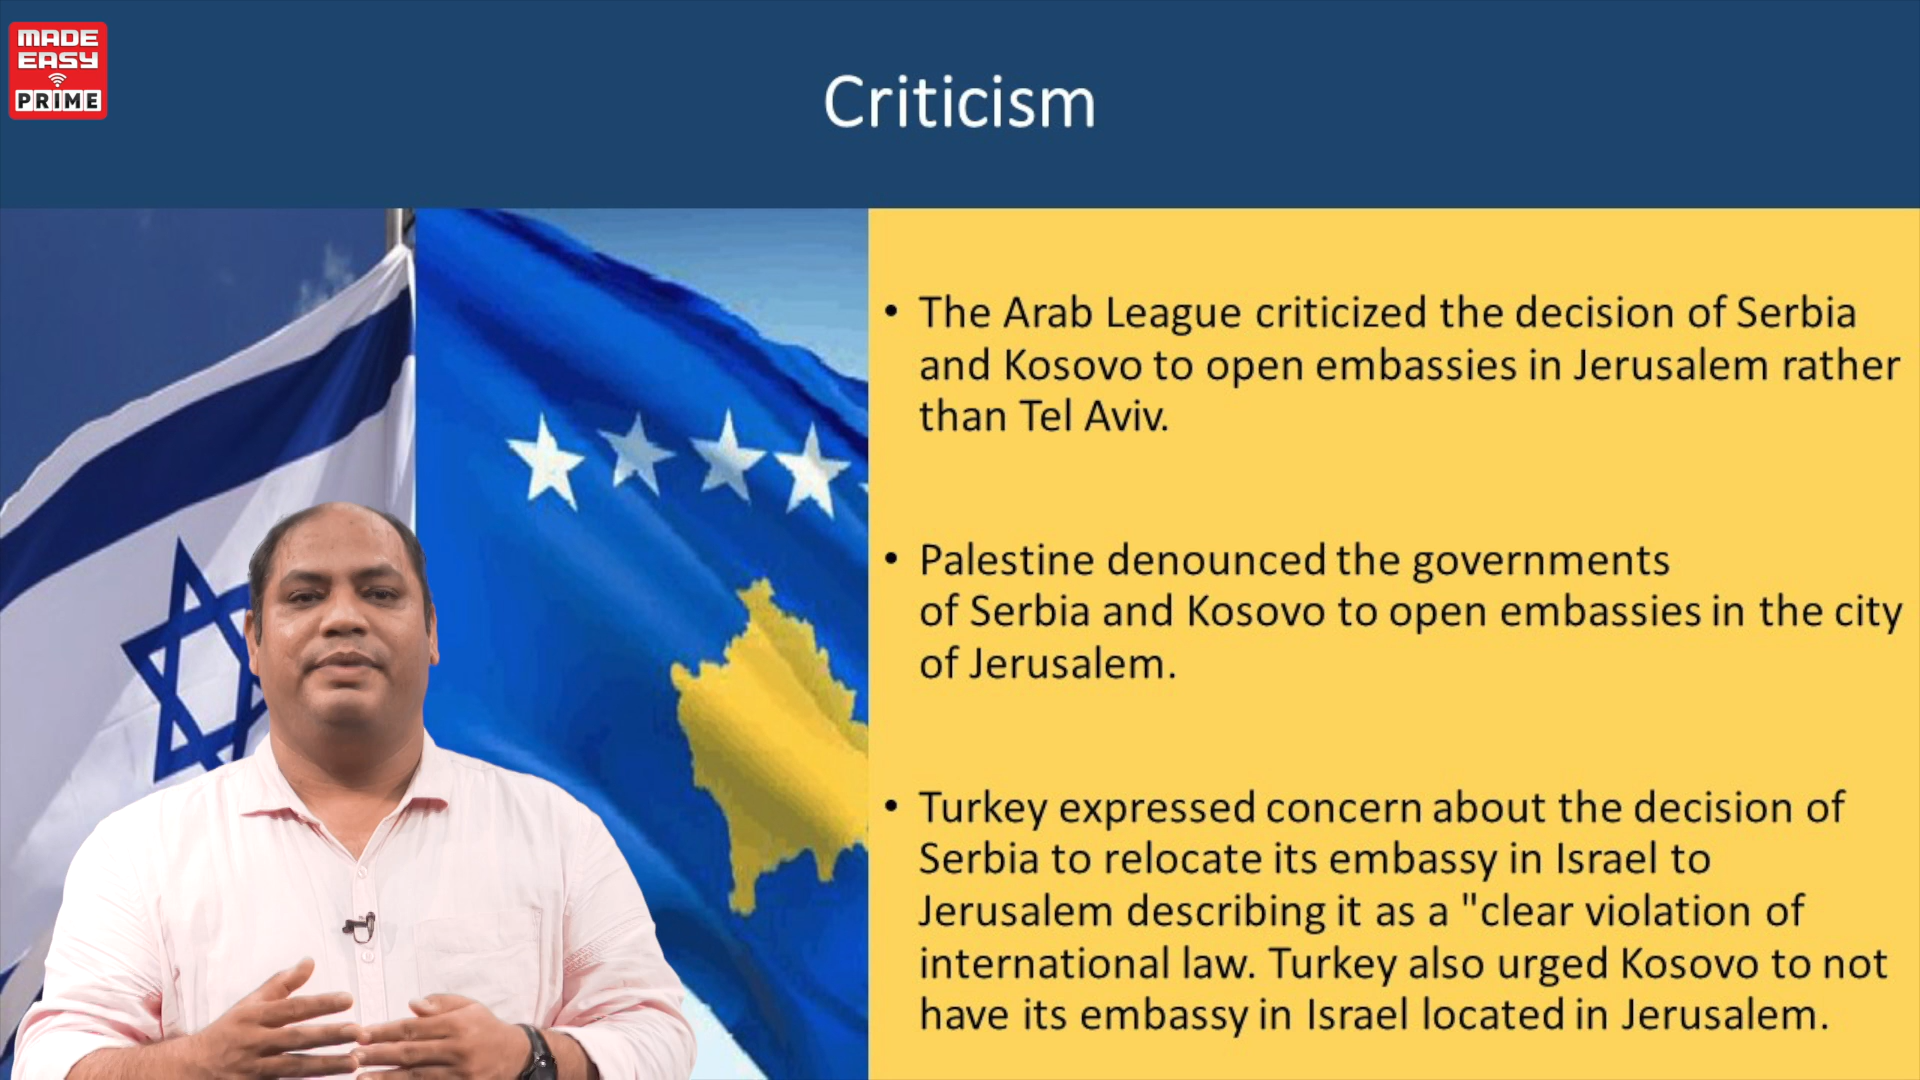 MADE
EASY
PRIME
Criticism
• The Arab League criticized the decision of Serbia
and Kosovo to open embassies in Jerusalem rather
than Tel Aviv.
• Palestine denounced the governments
of Serbia and Kosovo to open embassies in the city
of Jerusalem.
• Turkey expressed concern about the decision of
Serbia to relocate its embassy in Israel to
Jerusalem describing it as a "clear violation of
international law. Turkey also urged Kosovo to not
have its embassy in Israel located in Jerusalem.